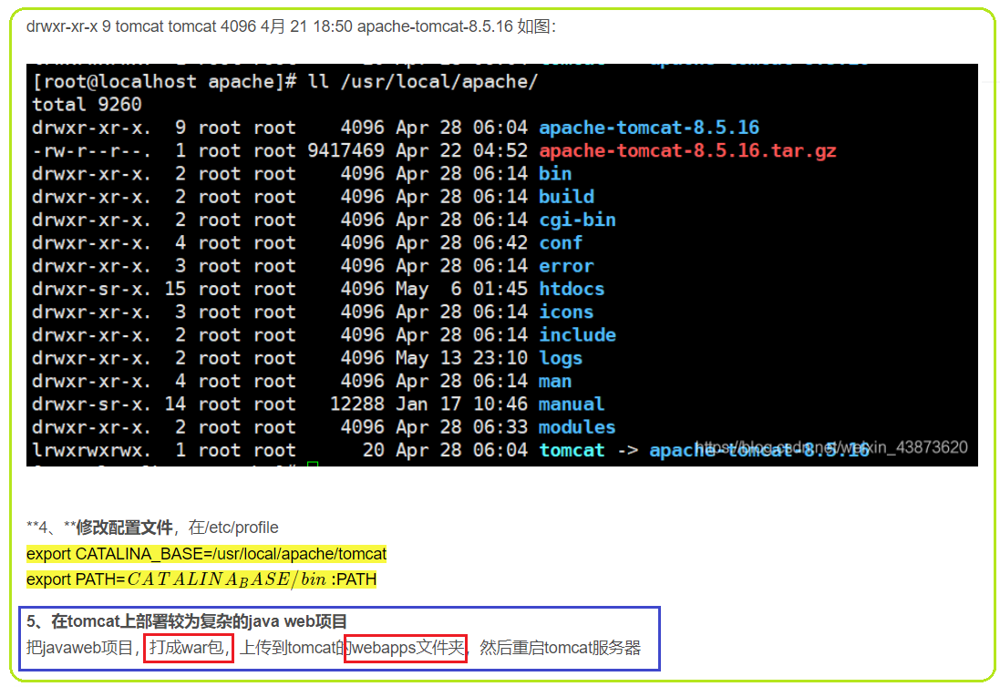 drwxr-xr-x 9 tomcat tomcat 4096 4月 21 18:50 apache-tomcat-8.5.16 如图：
[root@localhost apache]# ll /usr/local/apache/
total 9260
drwxr-xr-x. 9 root root 4096 Apr 28 06:04 apache-tomcat-8.5.16
-rw-r--r--. 1 root root 9417469 Apr 22 04:52 apache-tomcat-8.5.16.tar.gz
drwxr-xr-x. 2 root root 4096 Apr 28 06:14 bin
drwxr-xr-x. 2 root root 4096 Apr 28 06:14 build
drwxr-xr-x. 2 root root 4096 Apr 28 06:14 cgi-bin
drwxr-xr-x. 4 root root 4096 Apr 28 06:42 conf
drwxr-xr-x. 3 root root 4096 Apr 28 06:14 error
drwxr-sr-x. 15 root root 4096 May 6 01:45 htdocs
drwxr-xr-x. 3 root root 4096 Apr 28 06:14 icons
drwxr-xr-x. 2 root root 4096 Apr 28 06:14 include
drwxr-xr-x. 2 root root 4096 May 13 23:10 logs
drwxr-xr-x. 4 root root 4096 Apr 28 06:14 man
drwxr-sr-x. 14 root root 12288 Jan 17 10:46 manual
drwxr-xr-x. 2 root root 4096 Apr 28 06:33 modules
lrwxrwxrwx. 1 root root 20 Apr 28 06:04 tomcat -> apache-tomcat-8.5.16
https://blog.csdn.net/weixin_43873620
**4、**修改配置文件，在/etc/profile
export CATALINA_BASE=/usr/local/apache/tomcat
export PATH=CATALINA_BASE/bin :PATH
5、在tomcat上部署较为复杂的java web项目
把javaweb项目，打成war包，上传到tomcat的webapps文件夹，然后重启tomcat服务器